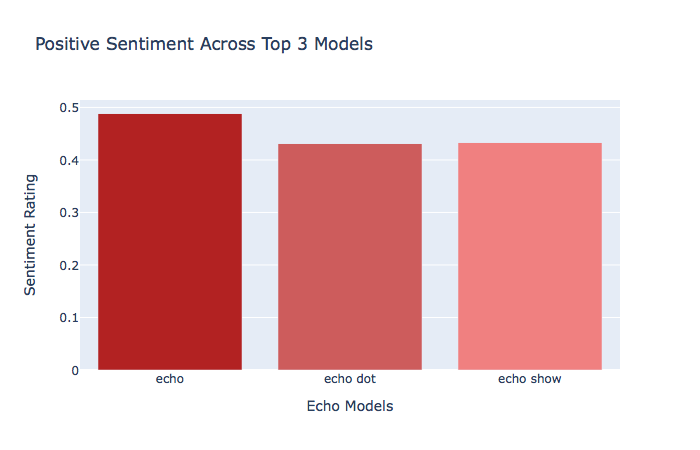 Positive Sentiment Across Top 3 Models
Sentiment Rating
0.5
0.4
0.3
0.2
0.1
0
echo
echo dot
echo show
Echo Models